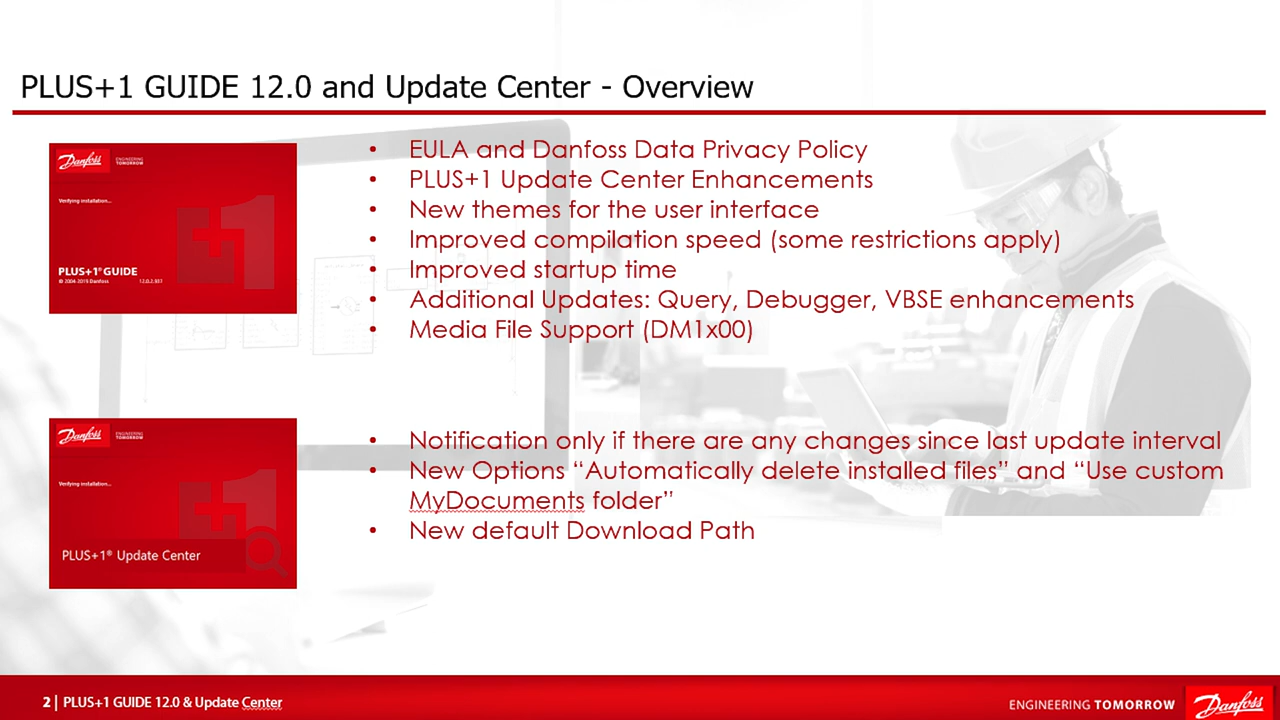 PLUS+1 GUIDE 12.0 and Update Center - Overview
Danfoss
ENGINEERING
TOMORROW
Verifying installation...
PLUS+1® GUIDE
© 2004-2019 Danfoss 12.0.2.937
• EULA and Danfoss Data Privacy Policy
• PLUS+1 Update Center Enhancements
• New themes for the user interface
• Improved compilation speed (some restrictions apply)
• Improved startup time
• Additional Updates: Query, Debugger, VBSE enhancements
• Media File Support (DM1x00)
Danfoss
ENGINEERING
TOMORROW
Verifying installation...
PLUS+1® Update Center
• Notification only if there are any changes since last update interval
• New Options “Automatically delete installed files” and “Use custom
MyDocuments folder”
• New default Download Path
2 | PLUS+1 GUIDE 12.0 & Update Center
ENGINEERING TOMORROW
Danfoss